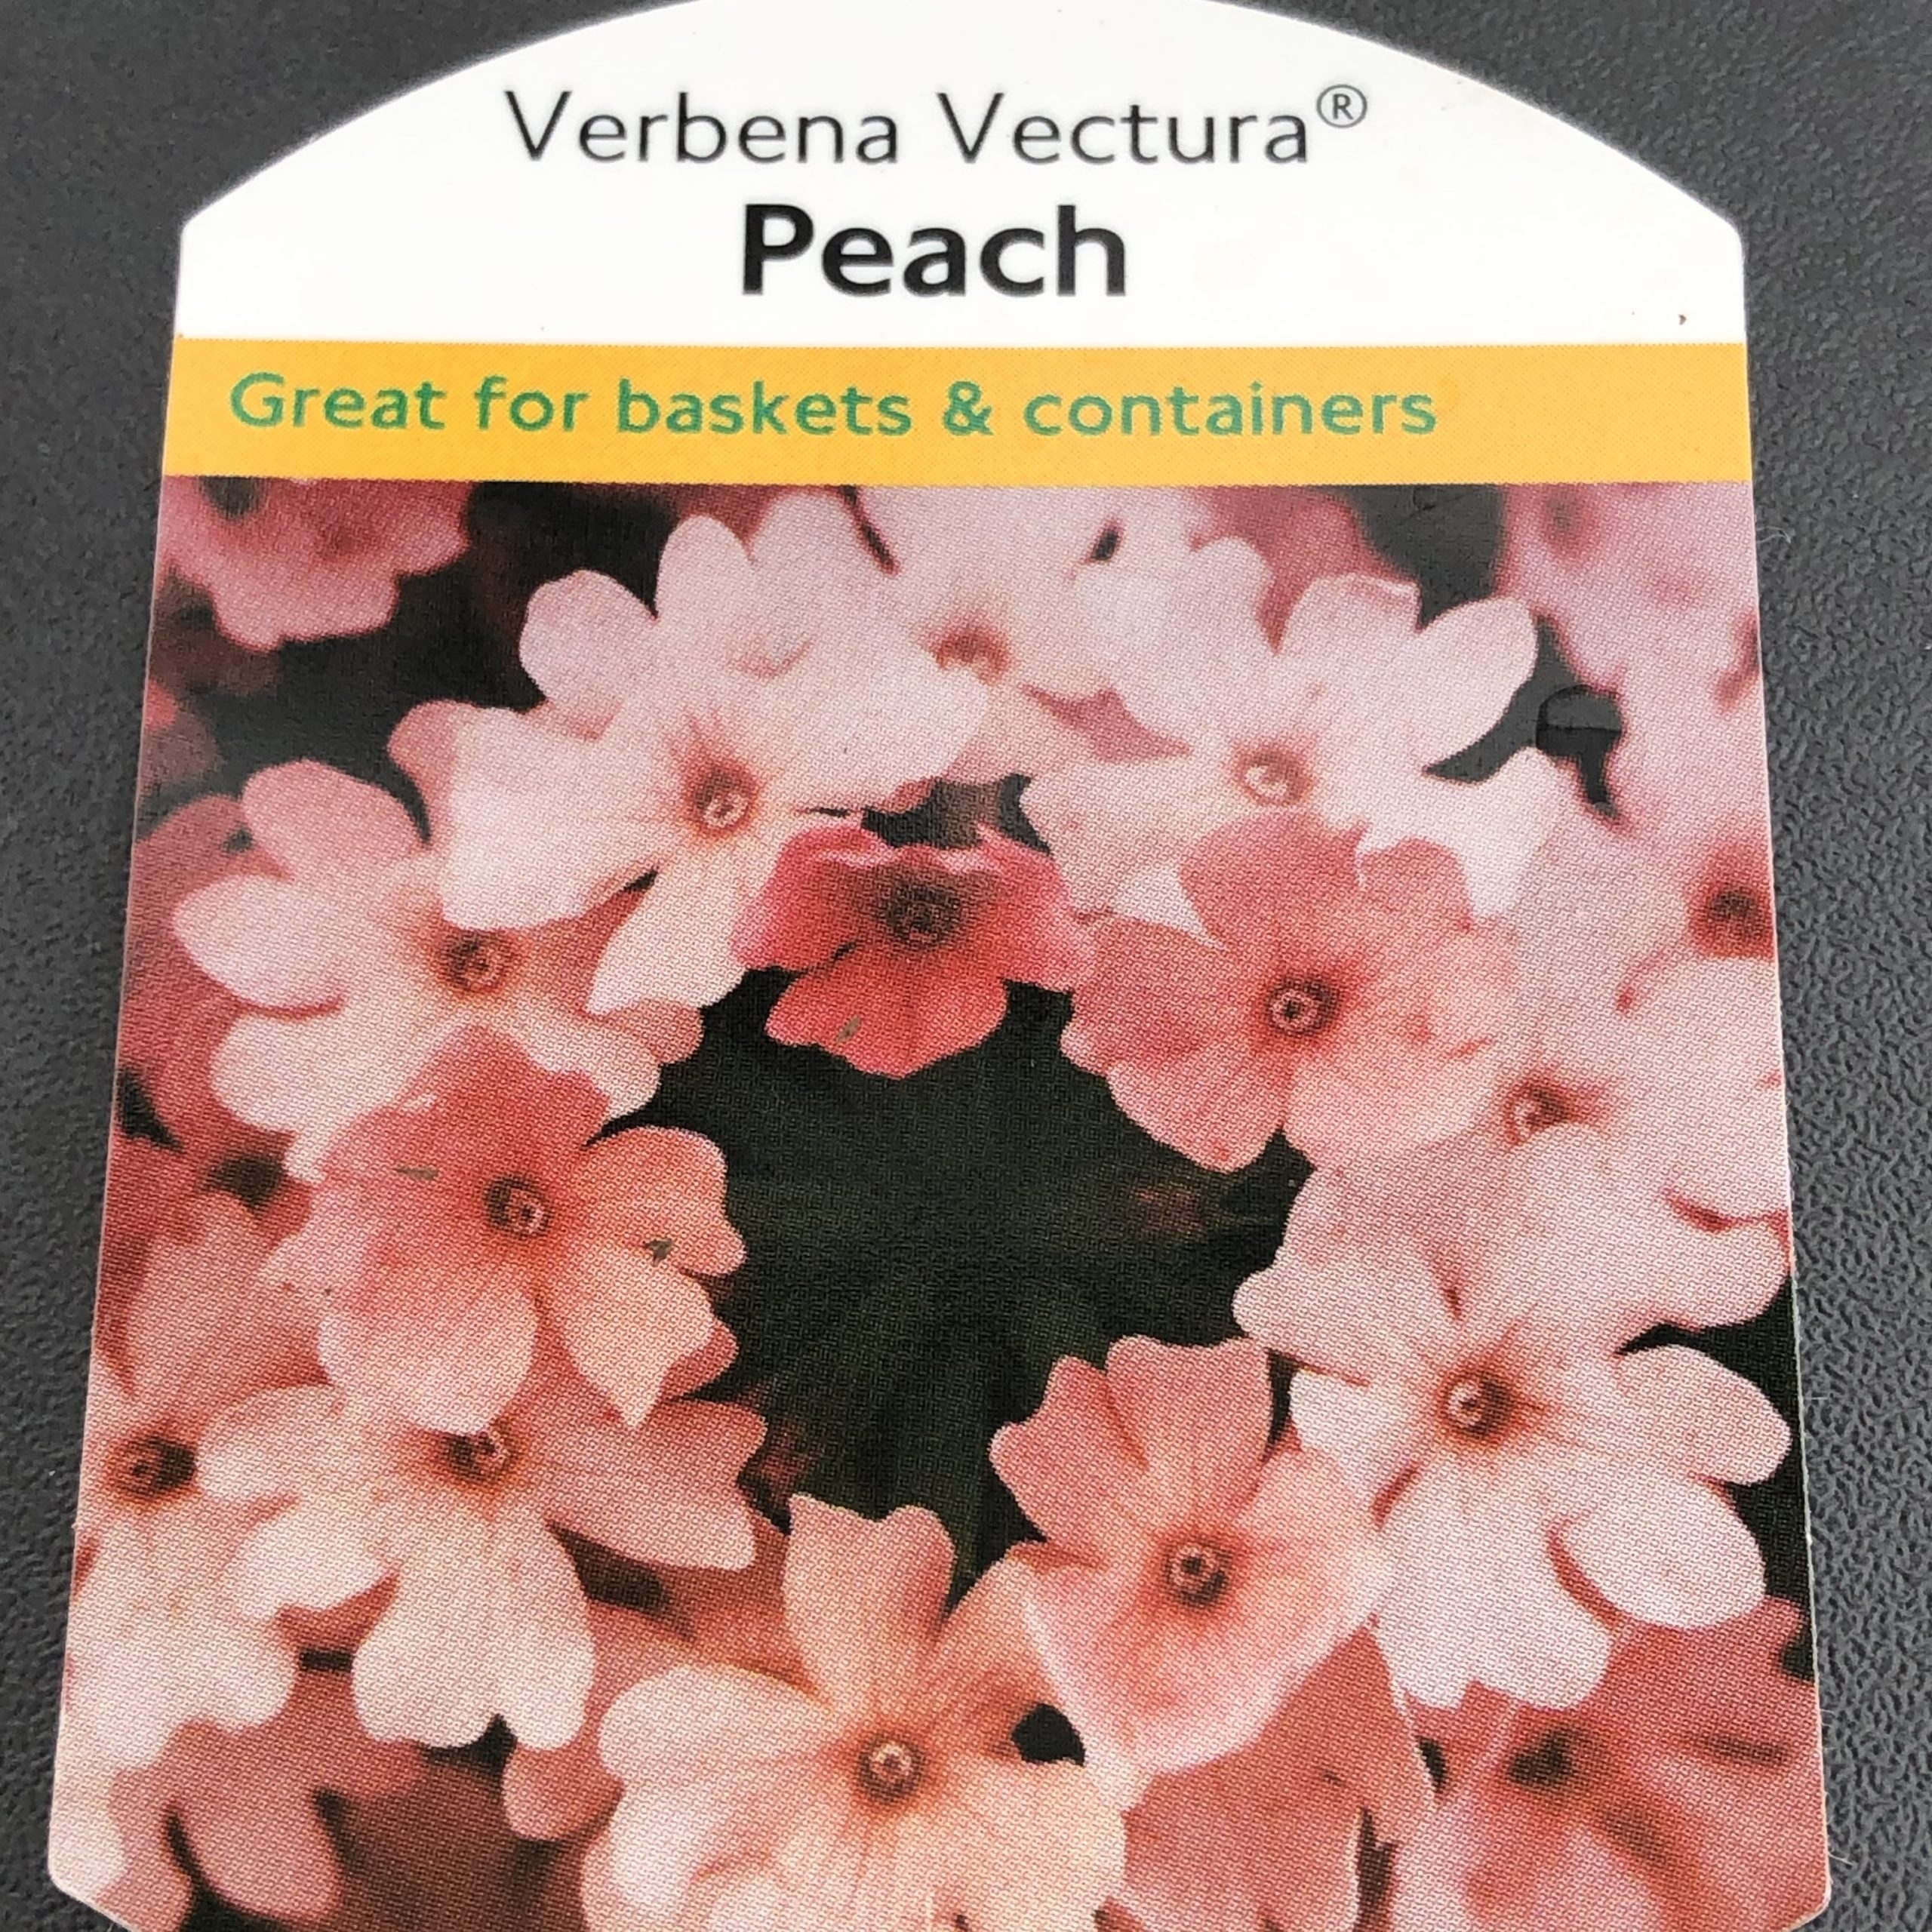 Verbena Vectura®
Peach
Great for baskets & containers